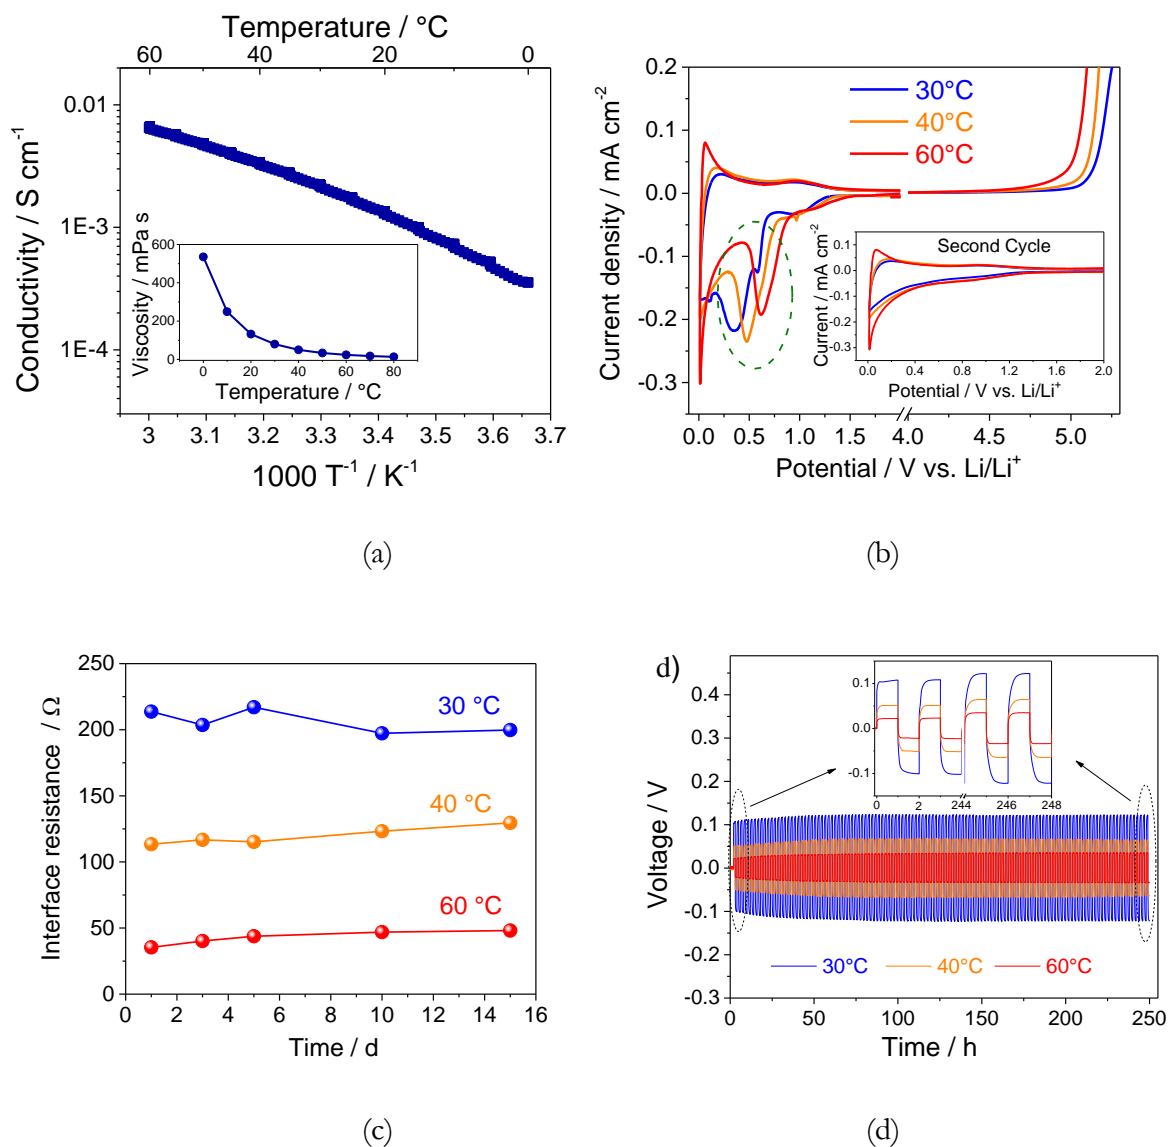 Temperature / °C
60 40 20 0
0.01
1E-3
1E-4
Conductivity / S cm-1
Viscosity / mPa s
600
400
200
0
0 20 40 60 80
Temperature / °C
3 3.1 3.2 3.3 3.4 3.5 3.6 3.7
1000 T-1 / K-1
(a)
0.2
0.1
0.0
-0.1
-0.2
-0.3
Current density / mA cm-2
30°C
40°C
60°C
Second Cycle
0.1
0.0
-0.1
-0.2
-0.3
Current / mA cm-2
0.0 0.4 0.8 1.2 1.6 2.0
Potential / V vs. Li/Li+
0.0 0.5 1.0 1.5 4.0 4.5 5.0
Potential / V vs. Li/Li+
(b)
250
200
150
100
50
0
Interface resistance / Ω
30 °C
40 °C
60 °C
0 2 4 6 8 10 12 14 16
Time / d
(c)
d)
0.4
0.3
0.2
0.1
0.0
-0.1
-0.2
-0.3
Voltage / V
0.1
0.0
-0.1
0 2 244 246 248
30°C 40°C 60°C
0 50 100 150 200 250
Time / h
(d)